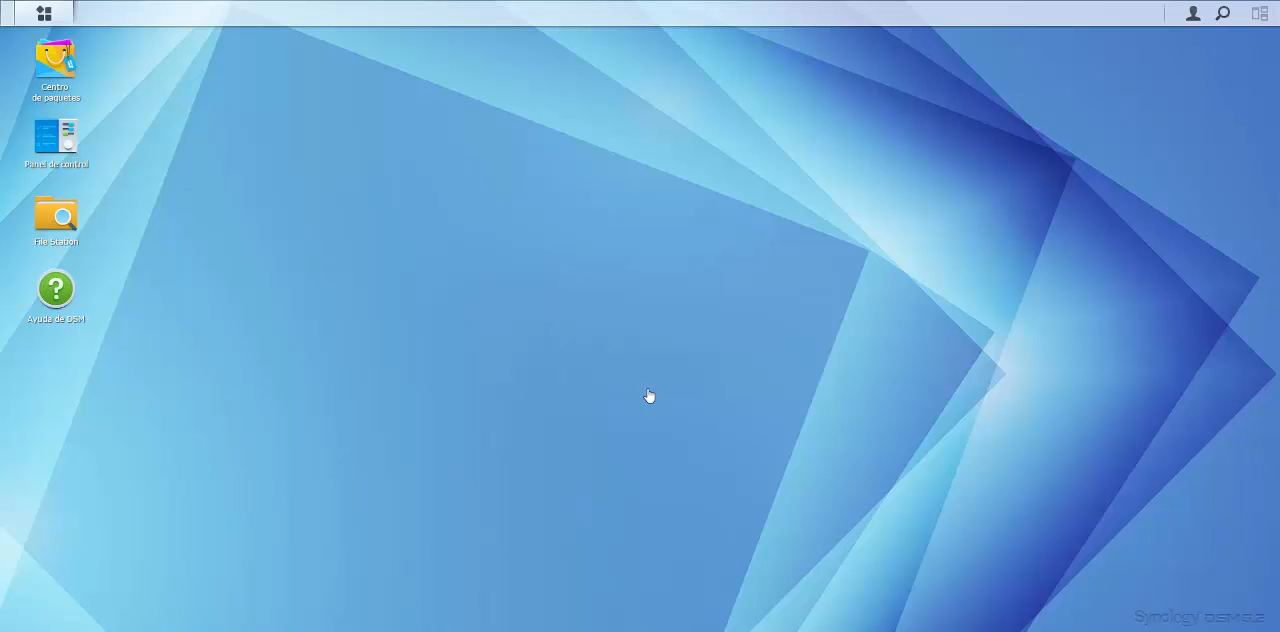 Centro
de paquetes
Panel de control
File Station
Ayuda de DSM
Synology DSM 6.2